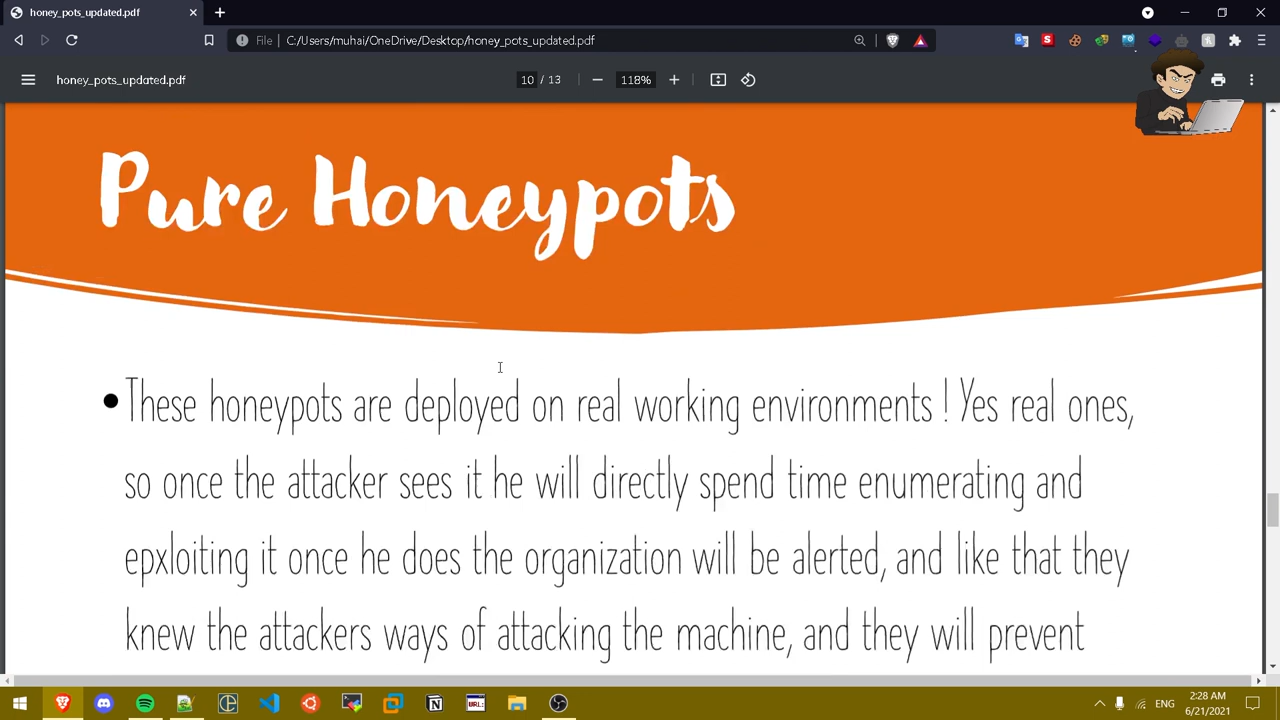 honey_pots_updated.pdf
File
C:/Users/muhai/OneDrive/Desktop/honey_pots_updated.pdf
honey_pots_updated.pdf
10 / 13
118%
Pure Honeypots
These honeypots are deployed on real working environments ! Yes real ones,
so once the attacker sees it he will directly spend time enumerating and
epxloiting it once he does the organization will be alerted, and like that they
knew the attackers ways of attacking the machine, and they will prevent
URL:
ENG
2:28 AM
6/21/2021